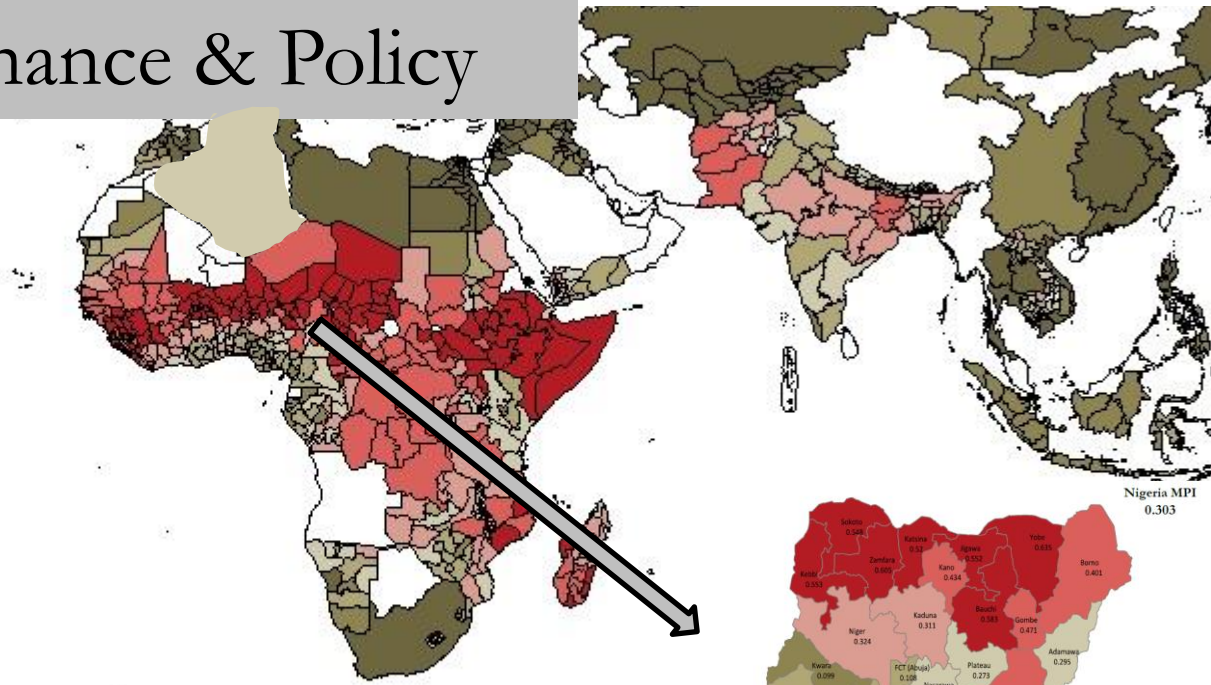 nance & Policy
Nigeria MPI
0.303
Sokoto
0.548
Katsina
0.52
Jigawa
0.552
Yobe
0.635
Borno
0.401
Zamfara
0.605
Kano
0.434
Kebbi
0.553
Bauchi
0.583
Gombe
0.471
Kaduna
0.311
Niger
0.324
Adamawa
0.295
Plateau
0.273
Kwara
0.099
FCT (Abuja)
0.108